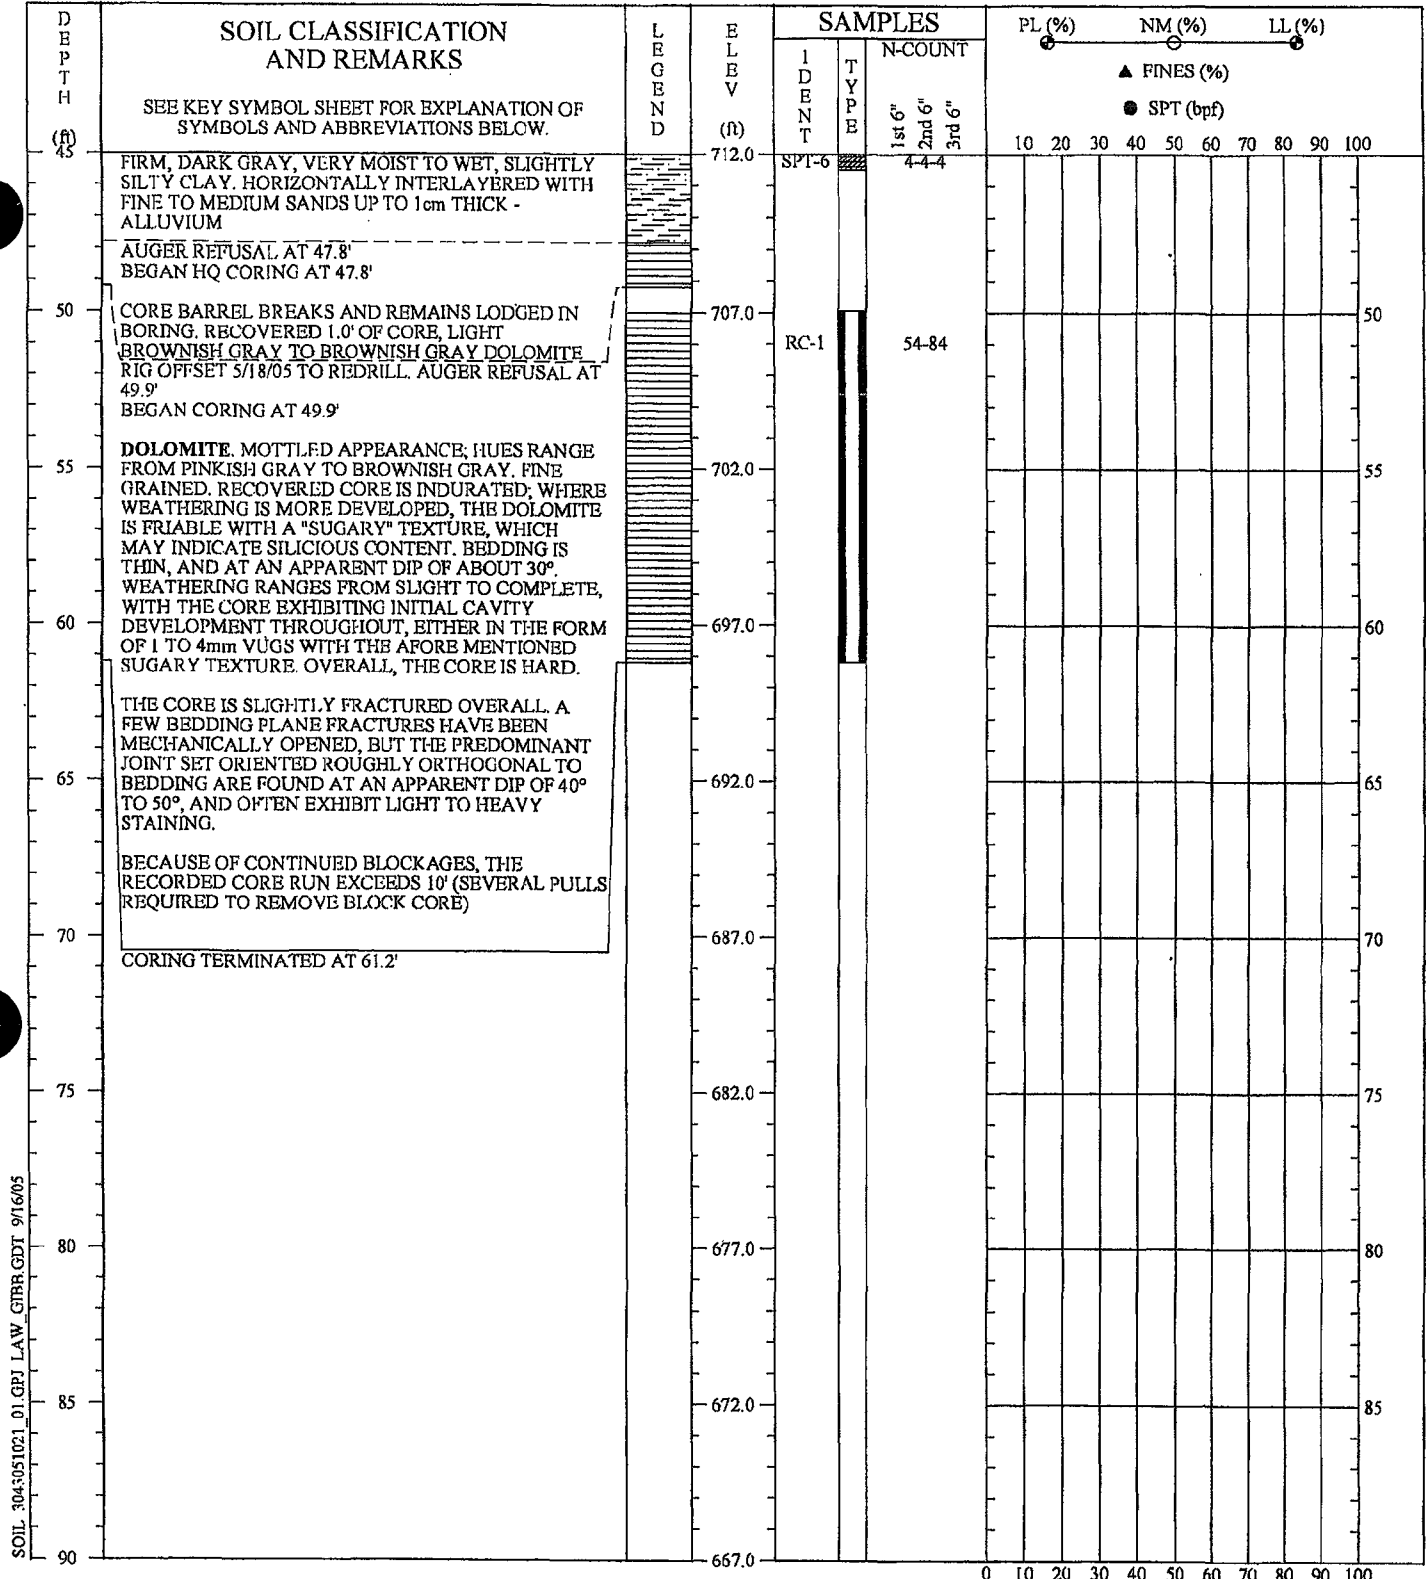 DEPTH
(ft)
SOIL CLASSIFICATION
AND REMARKS
SEE KEY SYMBOL SHEET FOR EXPLANATION OF
SYMBOLS AND ABBREVIATIONS BELOW.
LEGEND
ELEV
(ft)
SAMPLES
IDENT
TYPE
N-COUNT
1st 6"
2nd 6"
3rd 6"
PL (%) NM (%) LL (%)
▲ FINES (%)
● SPT (bpf)
10 20 30 40 50 60 70 80 90 100
45
FIRM, DARK GRAY, VERY MOIST TO WET, SLIGHTLY
SILTY CLAY. HORIZONTALLY INTERLAYERED WITH
FINE TO MEDIUM SANDS UP TO 1cm THICK -
ALLUVIUM
712.0
SPT-6 4-4-4
AUGER REFUSAL AT 47.8'
BEGAN HQ CORING AT 47.8'
50
CORE BARREL BREAKS AND REMAINS LODGED IN
BORING. RECOVERED 1.0' OF CORE, LIGHT
BROWNISH GRAY TO BROWNISH GRAY DOLOMITE
707.0
50
RIG OFFSET 5/18/05 TO REDRILL. AUGER REFUSAL AT
49.9'
BEGAN CORING AT 49.9'
RC-1 54-84
55
DOLOMITE. MOTTLED APPEARANCE; HUES RANGE
FROM PINKISH GRAY TO BROWNISH GRAY. FINE
GRAINED. RECOVERED CORE IS INDURATED; WHERE
WEATHERING IS MORE DEVELOPED, THE DOLOMITE
IS FRIABLE WITH A "SUGARY" TEXTURE, WHICH
MAY INDICATE SILICIOUS CONTENT. BEDDING IS
THIN, AND AT AN APPARENT DIP OF ABOUT 30°.
WEATHERING RANGES FROM SLIGHT TO COMPLETE,
WITH THE CORE EXHIBITING INITIAL CAVITY
DEVELOPMENT THROUGHOUT, EITHER IN THE FORM
OF 1 TO 4mm VUGS WITH THE AFORE MENTIONED
SUGARY TEXTURE. OVERALL, THE CORE IS HARD.
702.0
55
60
697.0
60
THE CORE IS SLIGHTLY FRACTURED OVERALL. A
FEW BEDDING PLANE FRACTURES HAVE BEEN
MECHANICALLY OPENED, BUT THE PREDOMINANT
JOINT SET ORIENTED ROUGHLY ORTHOGONAL TO
BEDDING ARE FOUND AT AN APPARENT DIP OF 40°
TO 50°, AND OFTEN EXHIBIT LIGHT TO HEAVY
STAINING.
65
692.0
65
BECAUSE OF CONTINUED BLOCKAGES, THE
RECORDED CORE RUN EXCEEDS 10' (SEVERAL PULLS
REQUIRED TO REMOVE BLOCK CORE)
70
687.0
70
CORING TERMINATED AT 61.2'
75
682.0
75
80
677.0
80
85
672.0
85
90
667.0
0 10 20 30 40 50 60 70 80 90 100
SOIL 3043051021_01.GPJ LAW_GIBB.GDT 9/16/05